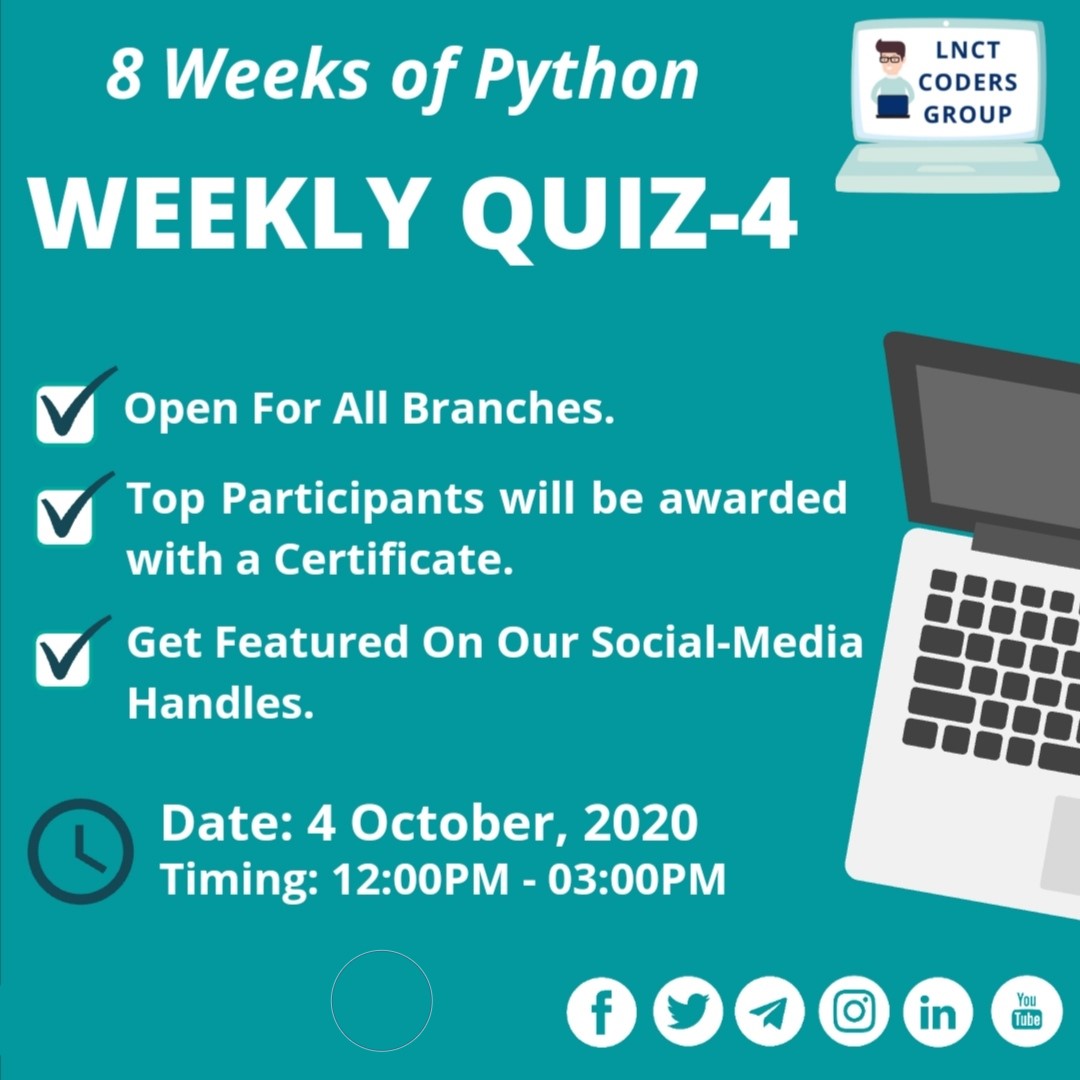 8 Weeks of Python
LNCT
CODERS
GROUP
WEEKLY QUIZ-4
Open For All Branches.
Top Participants will be awarded
with a Certificate.
Get Featured On Our Social-Media
Handles.
Date: 4 October, 2020
Timing: 12:00PM - 03:00PM
f
in
You
Tube